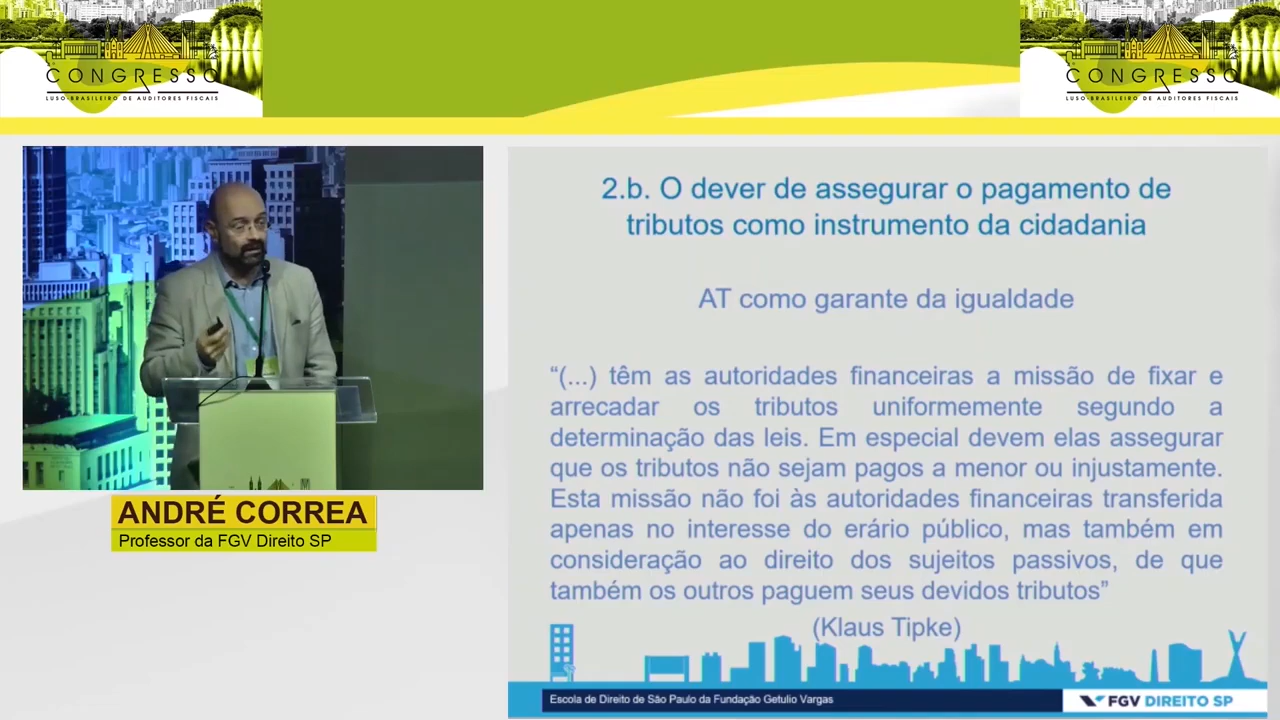 CONGRESSO
LUSO-BRASILEIRO DE AUDITORES FISCAIS
CONGRESSO
LUSO-BRASILEIRO DE AUDITORES FISCAIS
ANDRÉ CORREA
Professor da FGV Direito SP
2.b. O dever de assegurar o pagamento de
tributos como instrumento da cidadania
AT como garante da igualdade
“(...) têm as autoridades financeiras a missão de fixar e
arrecadar os tributos uniformemente segundo a
determinação das leis. Em especial devem elas assegurar
que os tributos não sejam pagos a menor ou injustamente.
Esta missão não foi às autoridades financeiras transferida
apenas no interesse do erário público, mas também em
consideração ao direito dos sujeitos passivos, de que
também os outros paguem seus devidos tributos”
(Klaus Tipke)
Escola de Direito de São Paulo da Fundação Getulio Vargas
FGV DIREITO SP